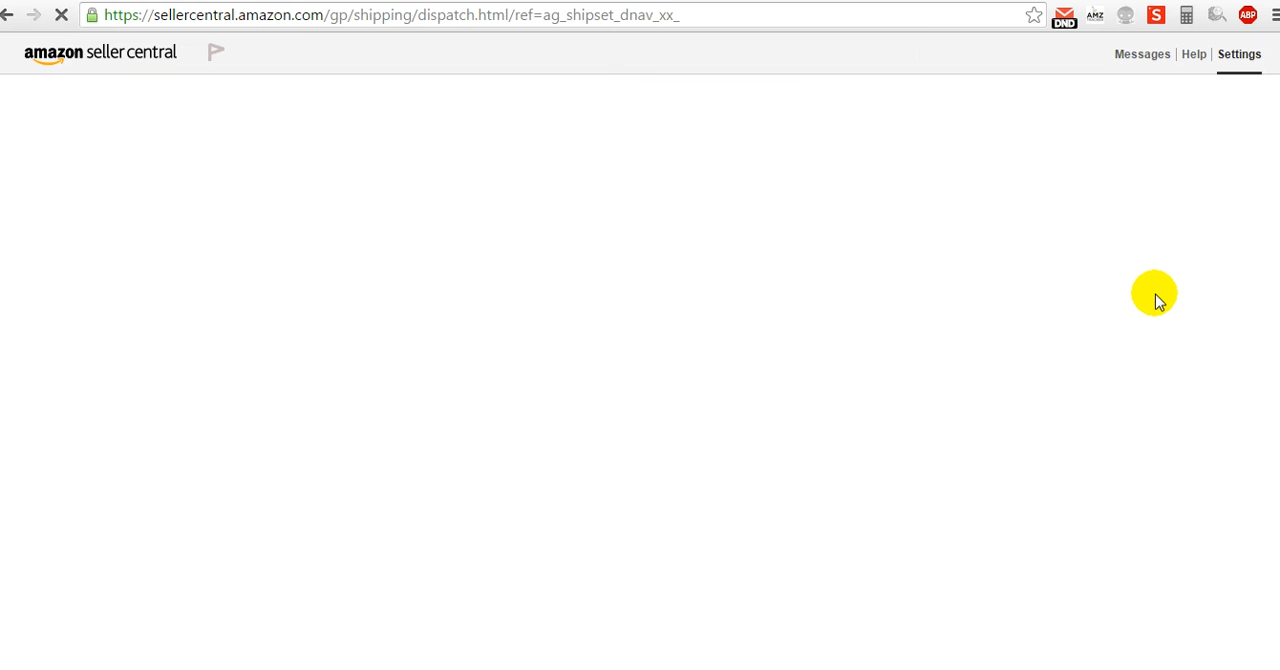 https://sellercentral.amazon.com/gp/shipping/dispatch.html/ref=ag_shipset_dnav_xx_
DND
AMZ
S
ABP
amazon seller central
Messages | Help | Settings